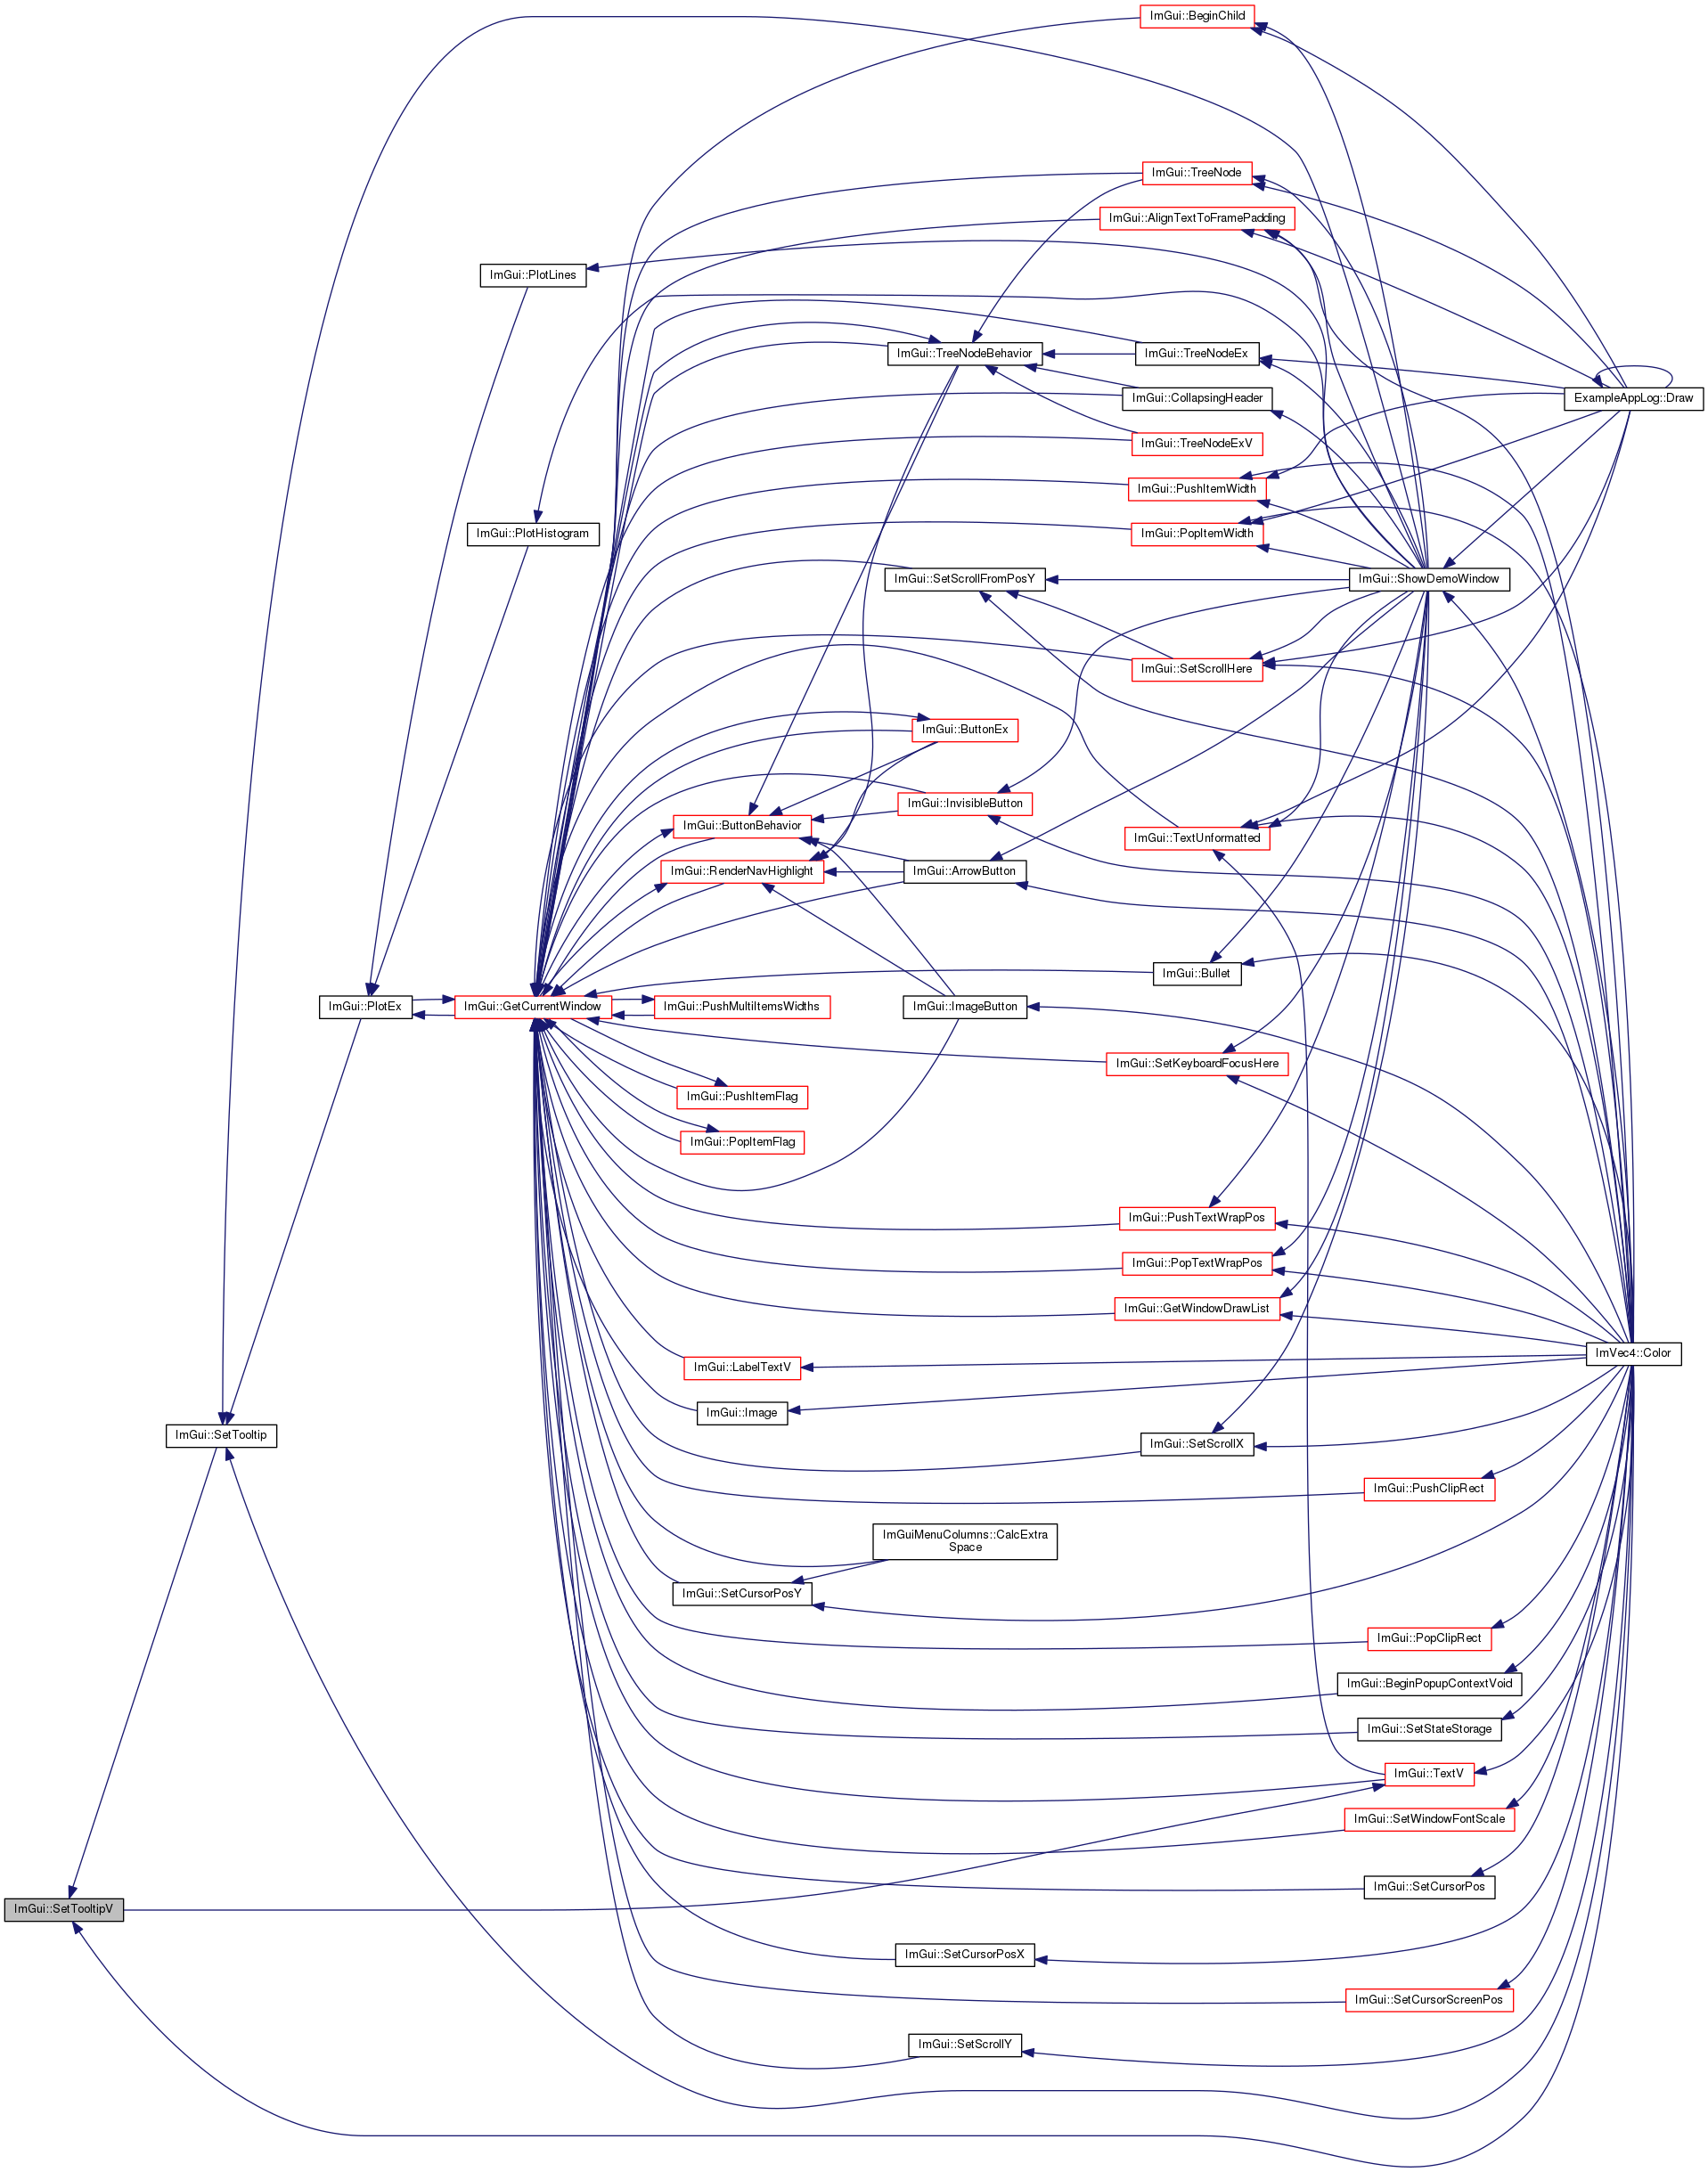 ImGui::BeginChild
ImGui::TreeNode
ImGui::AlignTextToFramePadding
ImGui::PlotLines
ImGui::TreeNodeBehavior
ImGui::TreeNodeEx
ImGui::CollapsingHeader
ExampleAppLog::Draw
ImGui::TreeNodeExV
ImGui::PushItemWidth
ImGui::PlotHistogram
ImGui::PopItemWidth
ImGui::SetScrollFromPosY
ImGui::ShowDemoWindow
ImGui::SetScrollHere
ImGui::ButtonEx
ImGui::InvisibleButton
ImGui::ButtonBehavior
ImGui::TextUnformatted
ImGui::RenderNavHighlight
ImGui::ArrowButton
ImGui::Bullet
ImGui::PlotEx
ImGui::GetCurrentWindow
ImGui::PushMultiItemsWidths
ImGui::ImageButton
ImGui::SetKeyboardFocusHere
ImGui::PushItemFlag
ImGui::PopItemFlag
ImGui::PushTextWrapPos
ImGui::PopTextWrapPos
ImGui::GetWindowDrawList
ImVec4::Color
ImGui::LabelTextV
ImGui::Image
ImGui::SetTooltip
ImGui::SetScrollX
ImGui::PushClipRect
ImGuiMenuColumns::CalcExtra
Space
ImGui::SetCursorPosY
ImGui::PopClipRect
ImGui::BeginPopupContextVoid
ImGui::SetStateStorage
ImGui::TextV
ImGui::SetWindowFontScale
ImGui::SetCursorPos
ImGui::SetTooltipV
ImGui::SetCursorPosX
ImGui::SetCursorScreenPos
ImGui::SetScrollY